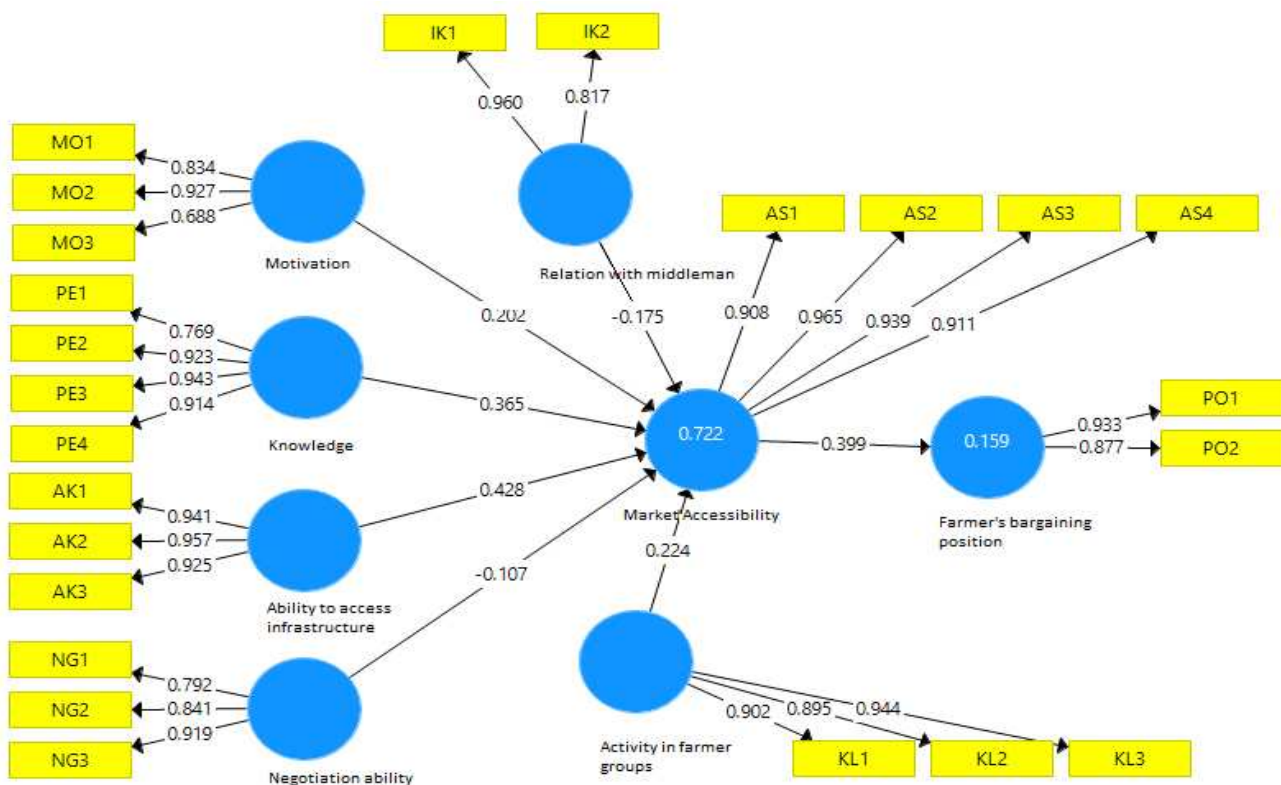 IK1
IK2
0.960
0.817
MO1
MO2
MO3
0.834
0.927
0.688
Motivation
Relation with middleman
AS1
AS2
AS3
AS4
PE1
PE2
PE3
PE4
0.769
0.923
0.943
0.914
Knowledge
0.202
-0.175
0.908
0.965
0.939
0.911
0.365
0.722
Market Accessibility
0.399
0.159
Farmer's bargaining
position
0.933
0.877
PO1
PO2
AK1
AK2
AK3
0.941
0.957
0.925
Ability to access
infrastructure
0.428
-0.107
0.224
NG1
NG2
NG3
0.792
0.841
0.919
Negotiation ability
Activity in farmer
groups
0.902
0.895
0.944
KL1
KL2
KL3